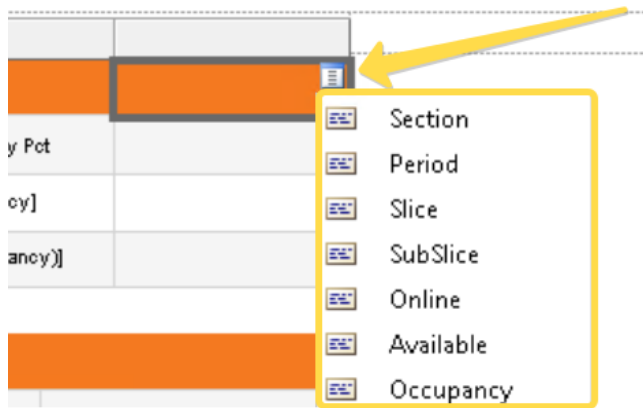 Section
y Pct
Period
cy]
Slice
ancy)]
SubSlice
Online
Available
Occupancy